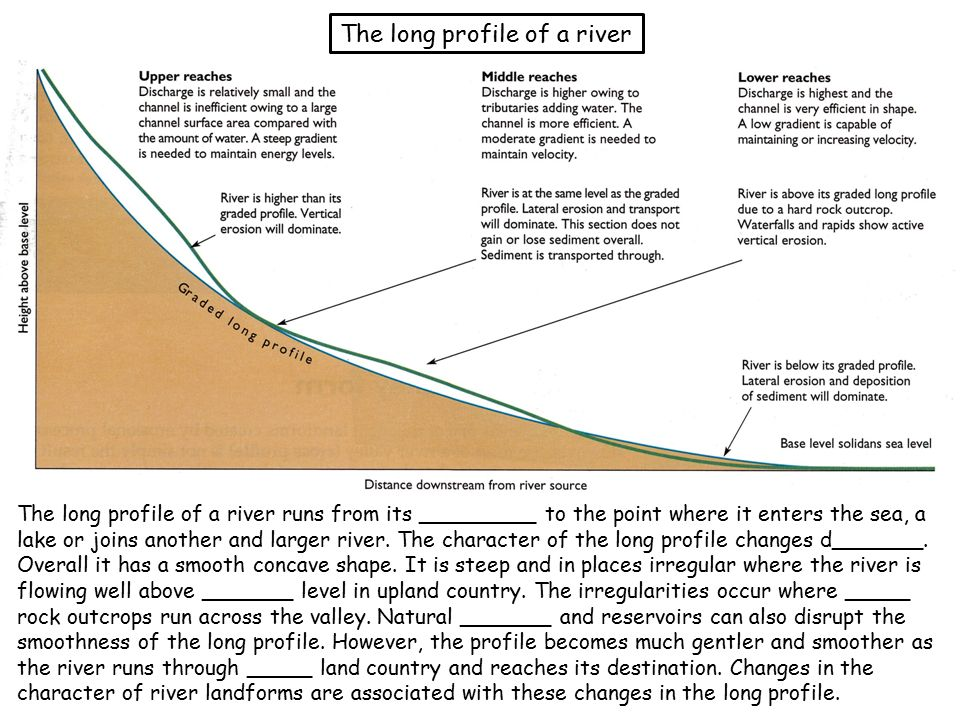 The long profile of a river
Upper reaches
Discharge is relatively small and the
channel is inefficient owing to a large
channel surface area compared with
the amount of water. A steep gradient
is needed to maintain energy levels.
Middle reaches
Discharge is higher owing to
tributaries adding water. The
channel is more efficient. A
moderate gradient is needed to
maintain velocity.
Lower reaches
Discharge is highest and the
channel is very efficient in shape.
A low gradient is capable of
maintaining or increasing velocity.
River is higher than its
graded profile. Vertical
erosion will dominate.
River is at the same level as the graded
profile. Lateral erosion and transport
will dominate. This section does not
gain or lose sediment overall.
Sediment is transported through.
River is above its graded long profile
due to a hard rock outcrop.
Waterfalls and rapids show active
vertical erosion.
Height above base level
Graded long profile
River is below its graded profile.
Lateral erosion and deposition
of sediment will dominate.
Base level solidans sea level
Distance downstream from river source
The long profile of a river runs from its _________ to the point where it enters the sea, a
lake or joins another and larger river. The character of the long profile changes d_______.
Overall it has a smooth concave shape. It is steep and in places irregular where the river is
flowing well above _______ level in upland country. The irregularities occur where _____
rock outcrops run across the valley. Natural _______ and reservoirs can also disrupt the
smoothness of the long profile. However, the profile becomes much gentler and smoother as
the river runs through _____ land country and reaches its destination. Changes in the
character of river landforms are associated with these changes in the long profile.